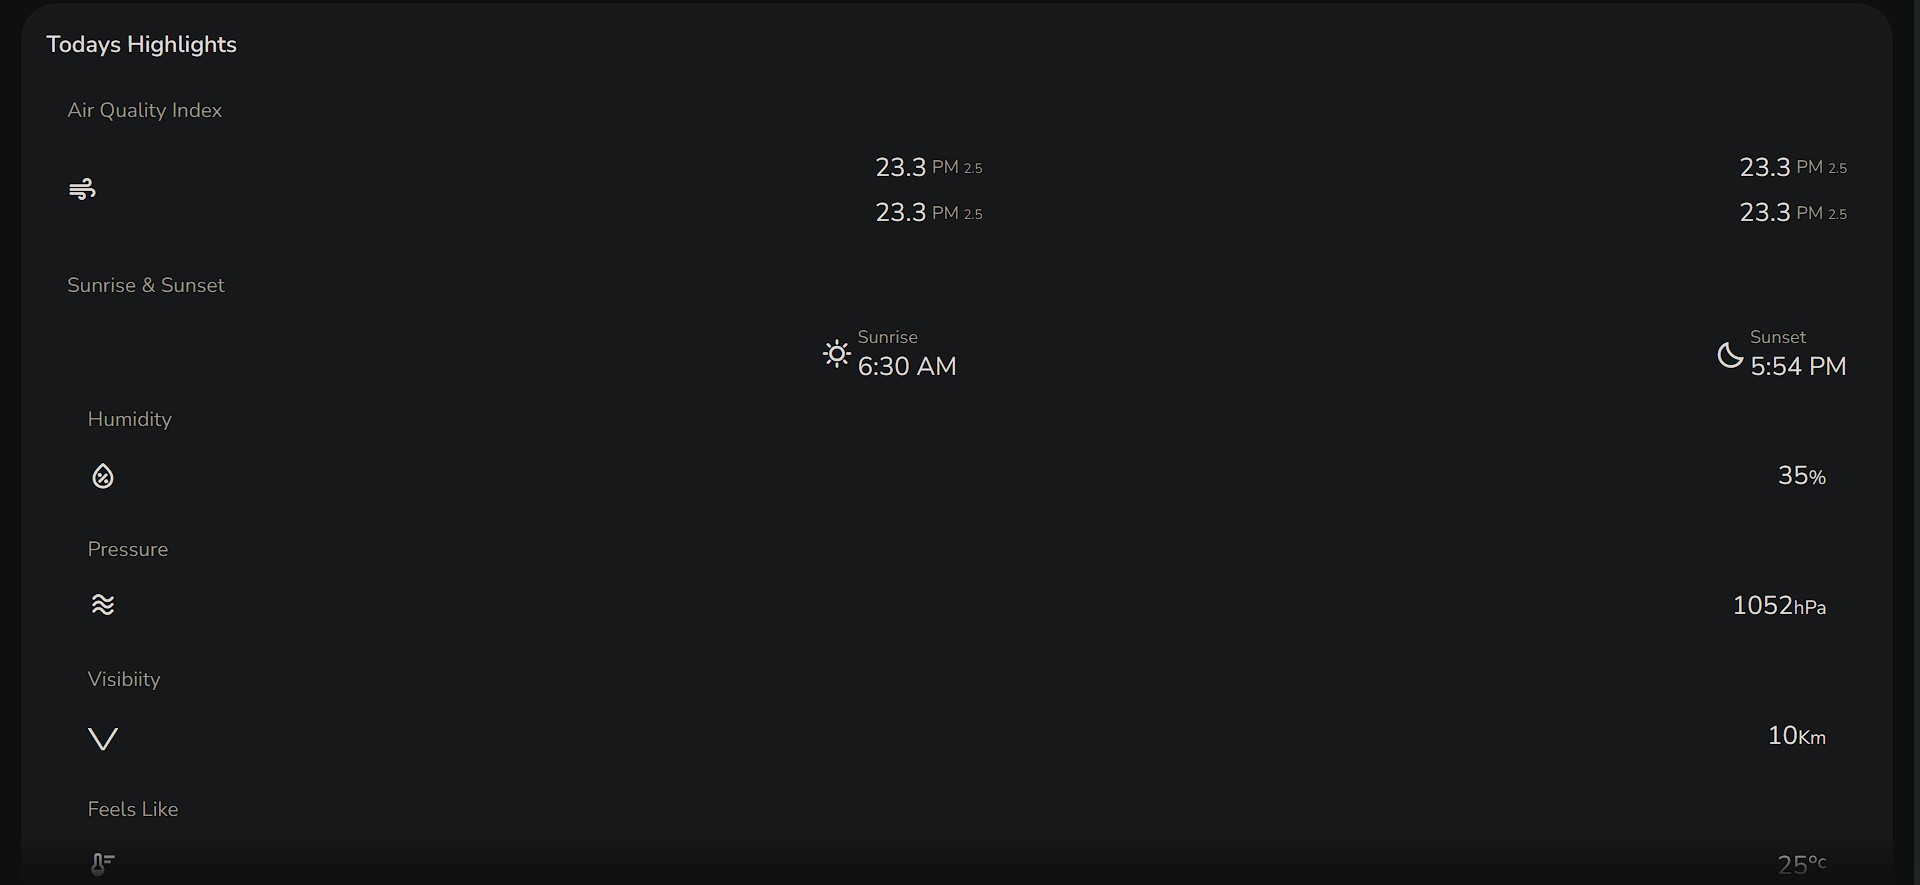 Todays Highlights
Air Quality Index
23.3 PM 2.5
23.3 PM 2.5
23.3 PM 2.5
23.3 PM 2.5
Sunrise & Sunset
Sunrise
6:30 AM
Sunset
5:54 PM
Humidity
35%
Pressure
1052hPa
Visibiity
10Km
Feels Like
25°c